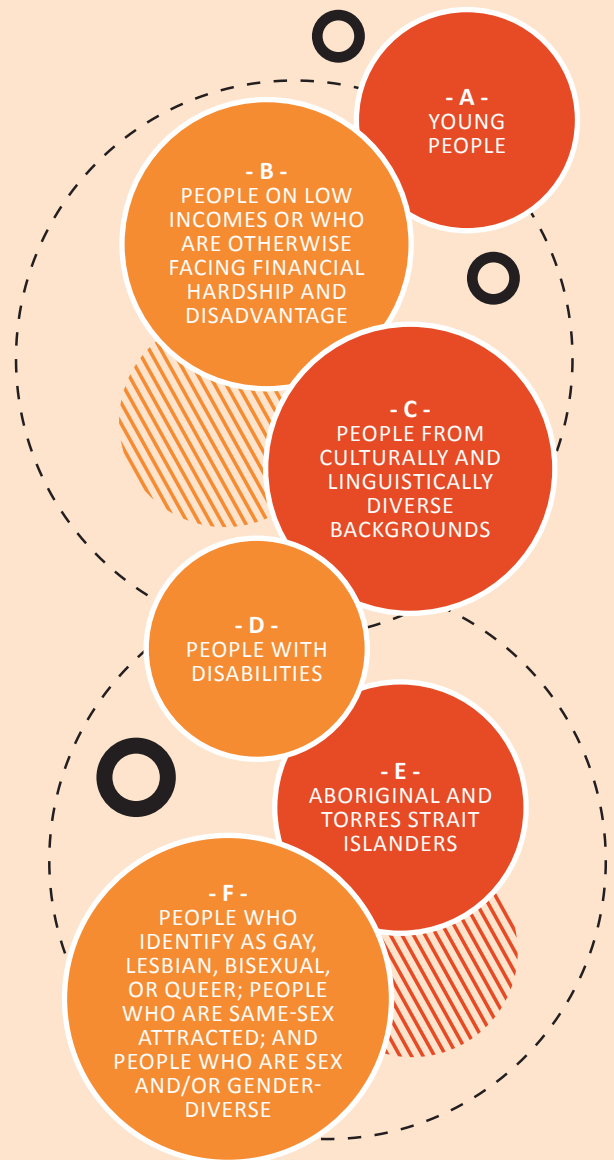 - A -
YOUNG
PEOPLE
- B -
PEOPLE ON LOW
INCOMES OR WHO
ARE OTHERWISE
FACING FINANCIAL
HARDSHIP AND
DISADVANTAGE
- C -
PEOPLE FROM
CULTURALLY AND
LINGUISTICALLY
DIVERSE
BACKGROUNDS
- D -
PEOPLE WITH
DISABILITIES
- E -
ABORIGINAL AND
TORRES STRAIT
ISLANDERS
- F -
PEOPLE WHO
IDENTIFY AS GAY,
LESBIAN, BISEXUAL,
OR QUEER; PEOPLE
WHO ARE SAME-SEX
ATTRACTED; AND
PEOPLE WHO ARE SEX
AND/OR GENDER-
DIVERSE